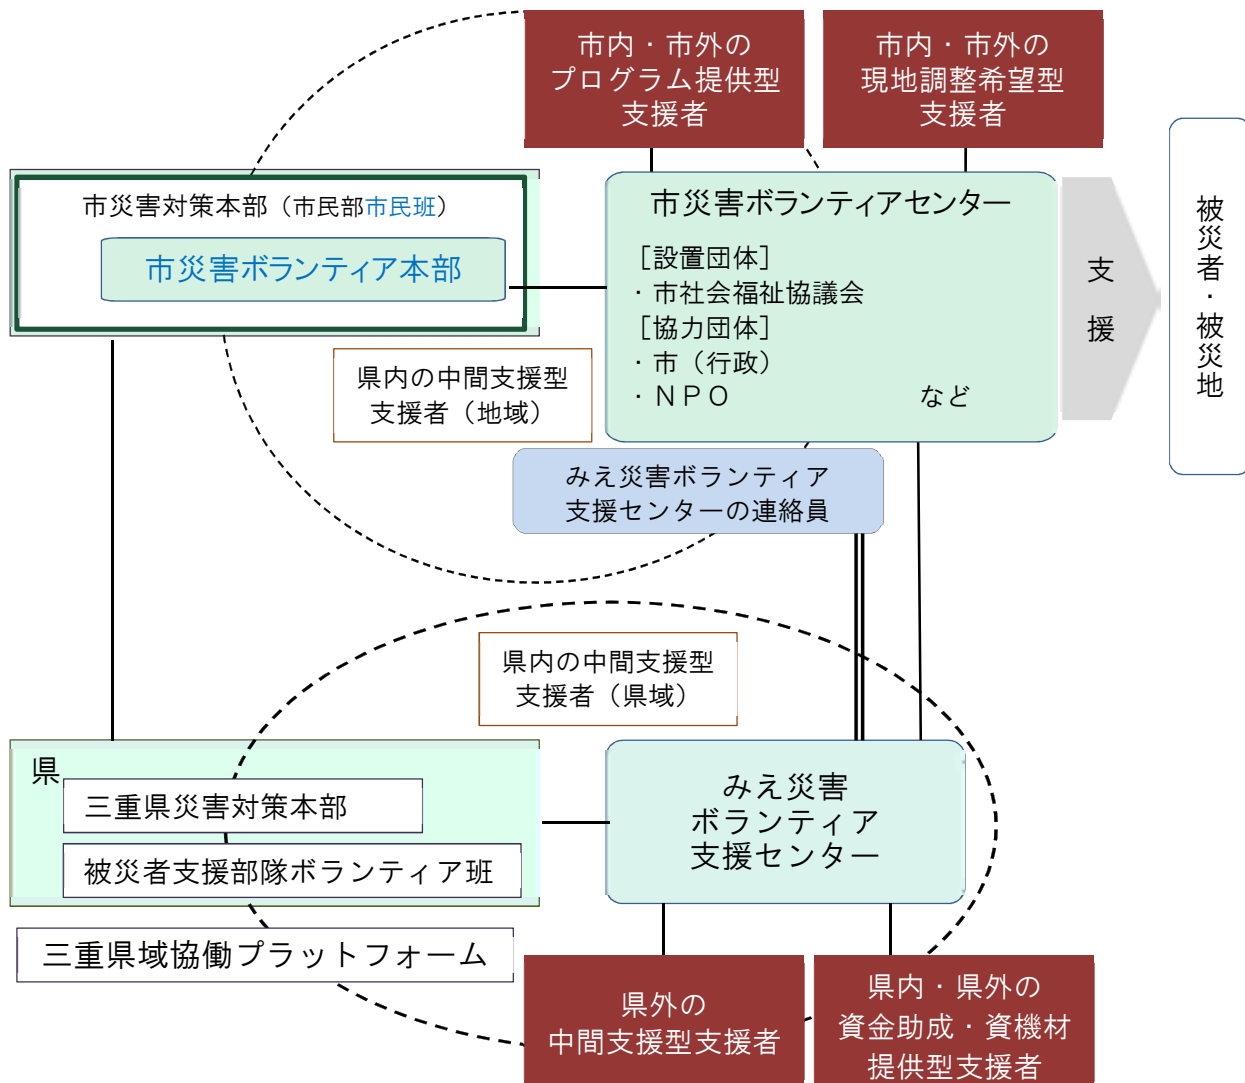 市内・市外の
プログラム提供型
支援者
市内・市外の
現地調整希望型
支援者
市災害対策本部（市民部市民班）
市災害ボランティア本部
市災害ボランティアセンター
［設置団体］
・市社会福祉協議会
［協力団体］
・市（行政）
・ＮＰＯ　　　　　　　など
支
援
被災者・被災地
県内の中間支援型
支援者（地域）
みえ災害ボランティア
支援センターの連絡員
県内の中間支援型
支援者（県域）
県
三重県災害対策本部
被災者支援部隊ボランティア班
みえ災害
ボランティア
支援センター
三重県域協働プラットフォーム
県外の
中間支援型支援者
県内・県外の
資金助成・資機材
提供型支援者